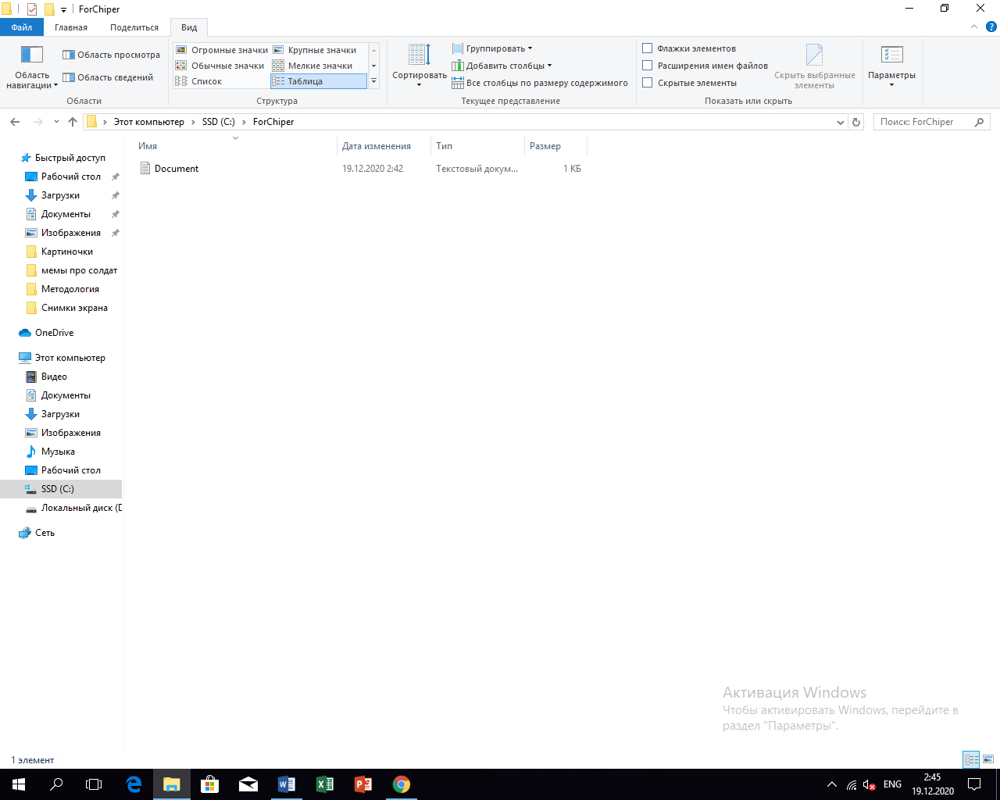 ForChiper
Файл Главная Поделиться Вид
Область навигации
Область просмотра
Область сведений
Области
Огромные значки Крупные значки
Обычные значки Мелкие значки
Список Таблица
Структура
Сортировать
Группировать
Добавить столбцы
Все столбцы по размеру содержимого
Текущее представление
Флажки элементов
Расширения имен файлов
Скрытые элементы
Скрыть выбранные элементы
Показать или скрыть
Параметры
Этот компьютер SSD (C:) ForChiper
Поиск: ForChiper
Имя Дата изменения Тип Размер
Document 19.12.2020 2:42 Текстовый докум... 1 КБ
Быстрый доступ
Рабочий стол
Загрузки
Документы
Изображения
Картиночки
мемы про солдат
Методология
Снимки экрана
OneDrive
Этот компьютер
Видео
Документы
Загрузки
Изображения
Музыка
Рабочий стол
SSD (C:)
Локальный диск (D
Сеть
Активация Windows
Чтобы активировать Windows, перейдите в
раздел "Параметры".
1 элемент
ENG
2:45
19.12.2020